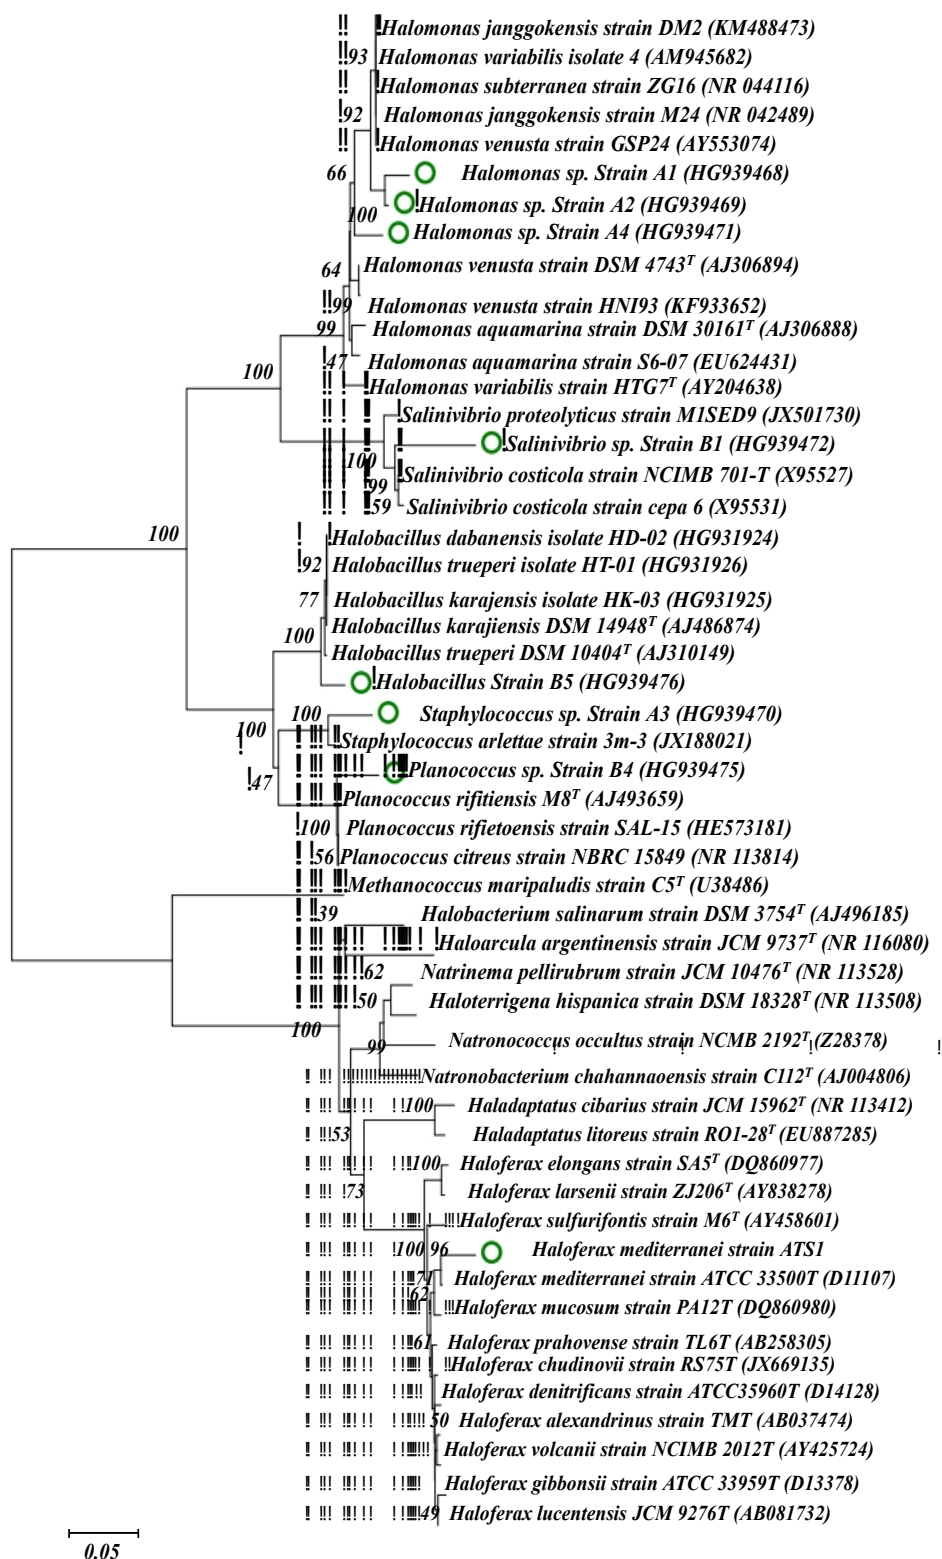 Halomonas janggokensis strain DM2 (KM488473)
93 Halomonas variabilis isolate 4 (AM945682)
Halomonas subterranea strain ZG16 (NR 044116)
92 Halomonas janggokensis strain M24 (NR 042489)
Halomonas venusta strain GSP24 (AY553074)
66 Halomonas sp. Strain A1 (HG939468)
Halomonas sp. Strain A2 (HG939469)
100
Halomonas sp. Strain A4 (HG939471)
64 Halomonas venusta strain DSM 4743T (AJ306894)
99 Halomonas venusta strain HNI93 (KF933652)
99 Halomonas aquamarina strain DSM 30161T (AJ306888)
47 Halomonas aquamarina strain S6-07 (EU624431)
100
Halomonas variabilis strain HTG7T (AY204638)
Salinivibrio proteolyticus strain M1SED9 (JX501730)
Salinivibrio sp. Strain B1 (HG939472)
100
Salinivibrio costicola strain NCIMB 701-T (X95527)
99
59 Salinivibrio costicola strain cepa 6 (X95531)
100
Halobacillus dabanensis isolate HD-02 (HG931924)
92 Halobacillus trueperi isolate HT-01 (HG931926)
77 Halobacillus karajensis isolate HK-03 (HG931925)
Halobacillus karajiensis DSM 14948T (AJ486874)
100
Halobacillus trueperi DSM 10404T (AJ310149)
Halobacillus Strain B5 (HG939476)
100 Staphylococcus sp. Strain A3 (HG939470)
100
Staphylococcus arlettae strain 3m-3 (JX188021)
Planococcus sp. Strain B4 (HG939475)
47
Planococcus rifitiensis M8T (AJ493659)
100 Planococcus rifietoensis strain SAL-15 (HE573181)
56 Planococcus citreus strain NBRC 15849 (NR 113814)
Methanococcus maripaludis strain C5T (U38486)
39 Halobacterium salinarum strain DSM 3754T (AJ496185)
Haloarcula argentinensis strain JCM 9737T (NR 116080)
62 Natrinema pellirubrum strain JCM 10476T (NR 113528)
50 Haloterrigena hispanica strain DSM 18328T (NR 113508)
100
99 Natronococcus occultus strain NCMB 2192T (Z28378)
Natronobacterium chahannaoensis strain C112T (AJ004806)
100 Haladaptatus cibarius strain JCM 15962T (NR 113412)
53 Haladaptatus litoreus strain RO1-28T (EU887285)
100 Haloferax elongans strain SA5T (DQ860977)
73 Haloferax larsenii strain ZJ206T (AY838278)
Haloferax sulfurifontis strain M6T (AY458601)
100 96 Haloferax mediterranei strain ATS1
71 Haloferax mediterranei strain ATCC 33500T (D11107)
62
Haloferax mucosum strain PA12T (DQ860980)
61 Haloferax prahovense strain TL6T (AB258305)
Haloferax chudinovii strain RS75T (JX669135)
Haloferax denitrificans strain ATCC35960T (D14128)
50 Haloferax alexandrinus strain TMT (AB037474)
Haloferax volcanii strain NCIMB 2012T (AY425724)
Haloferax gibbonsii strain ATCC 33959T (D13378)
49 Haloferax lucentensis JCM 9276T (AB081732)
0.05